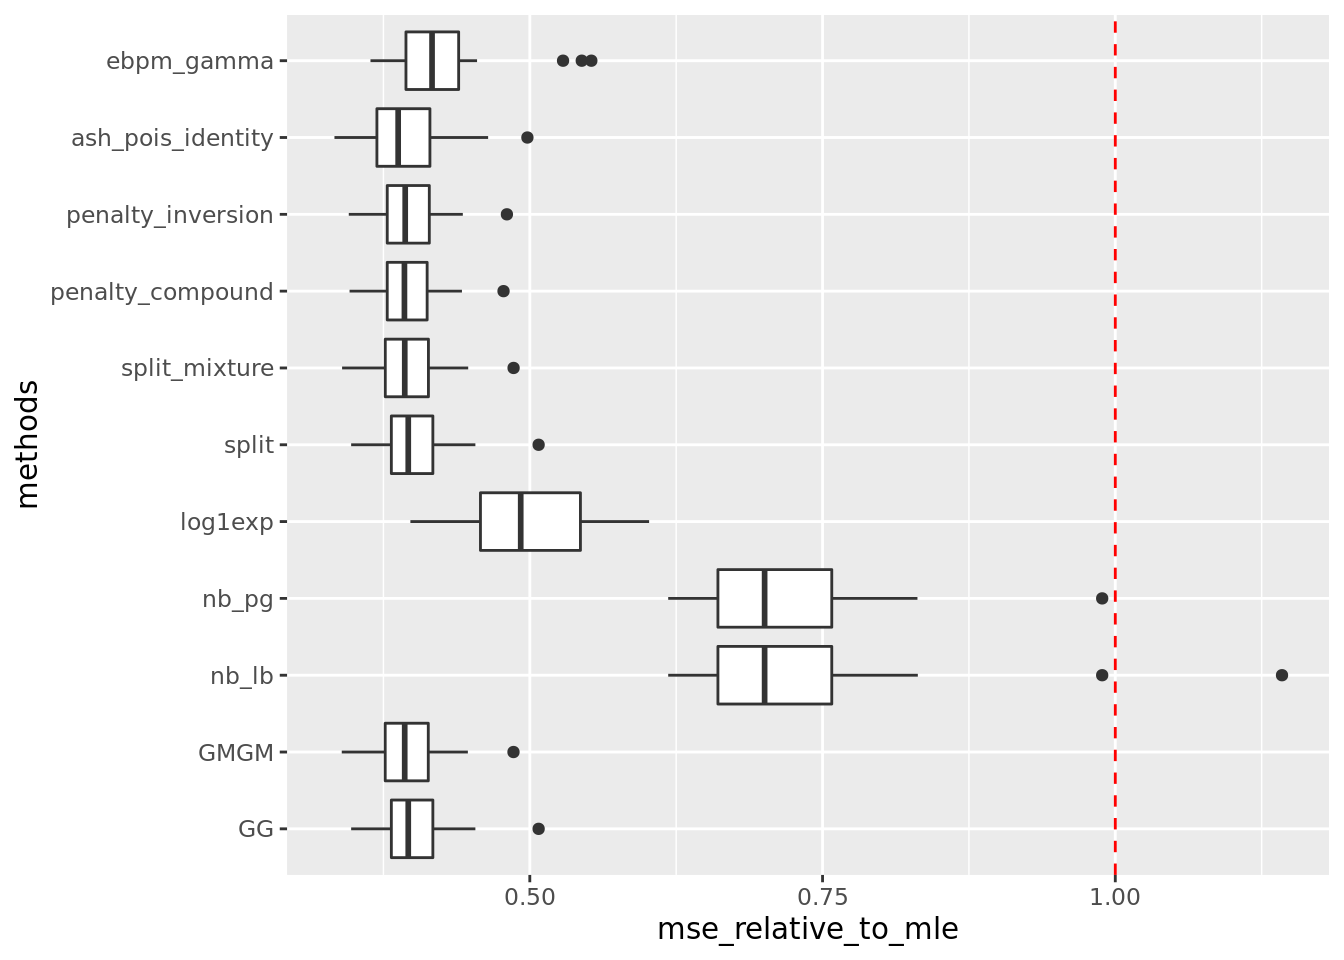 methods
ebpm_gamma
ash_pois_identity
penalty_inversion
penalty_compound
split_mixture
split
log1exp
nb_pg
nb_lb
GMGM
GG
0.50 0.75 1.00
mse_relative_to_mle